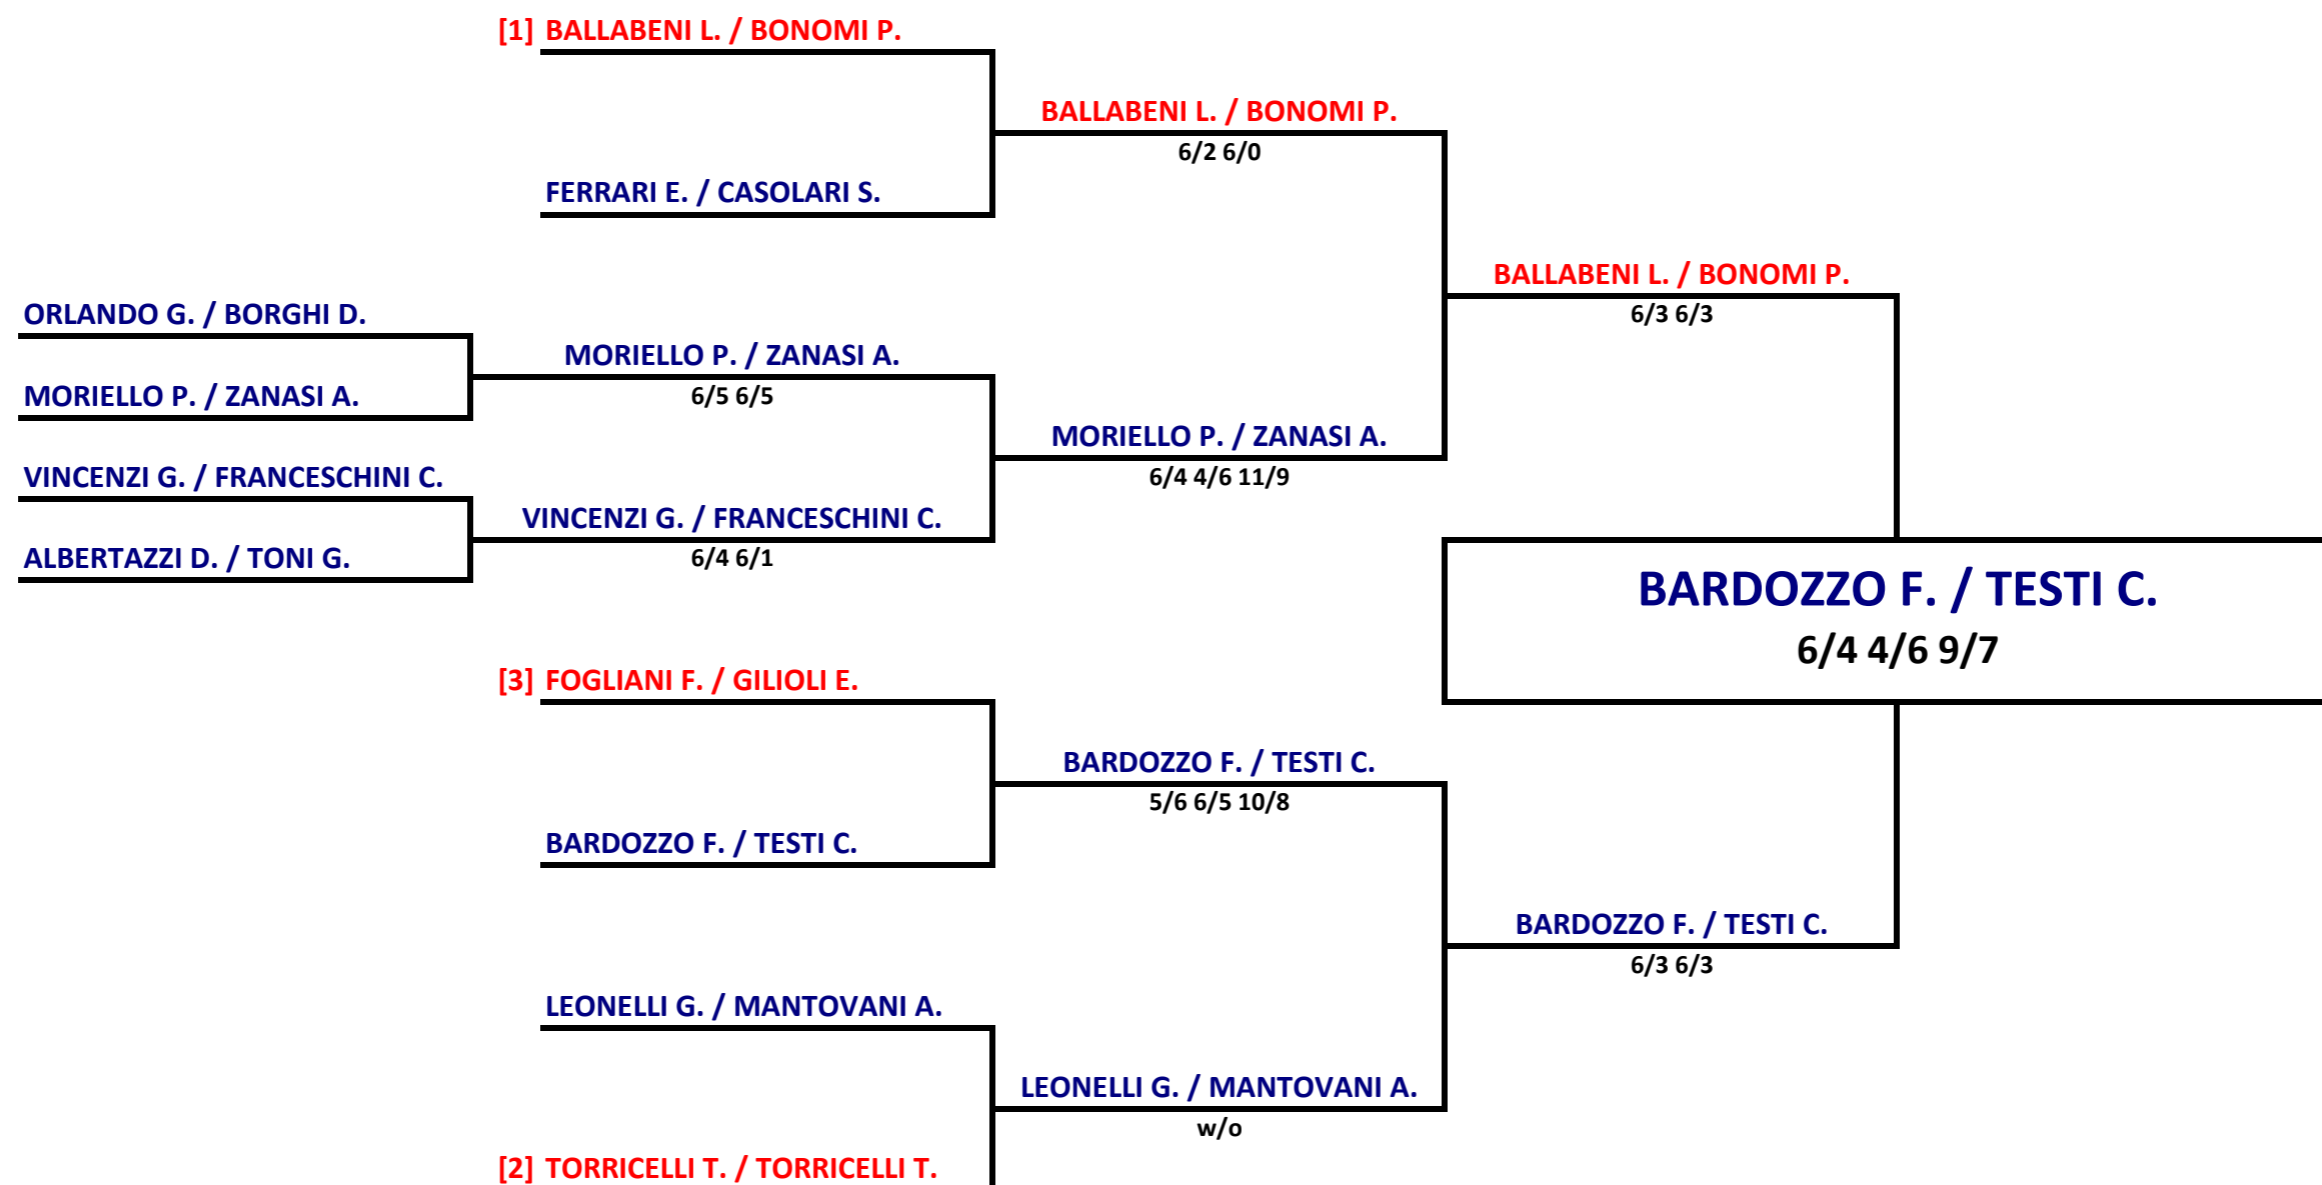 [1] BALLABENI L. / BONOMI P.
BALLABENI L. / BONOMI P.
6/2 6/0
FERRARI E. / CASOLARI S.
BALLABENI L. / BONOMI P.
6/3 6/3
ORLANDO G. / BORGHI D.
MORIELLO P. / ZANASI A.
6/5 6/5
MORIELLO P. / ZANASI A.
MORIELLO P. / ZANASI A.
6/4 4/6 11/9
VINCENZI G. / FRANCESCHINI C.
VINCENZI G. / FRANCESCHINI C.
6/4 6/1
ALBERTAZZI D. / TONI G.
BARDOZZO F. / TESTI C.
6/4 4/6 9/7
[3] FOGLIANI F. / GILIOLI E.
BARDOZZO F. / TESTI C.
5/6 6/5 10/8
BARDOZZO F. / TESTI C.
BARDOZZO F. / TESTI C.
6/3 6/3
LEONELLI G. / MANTOVANI A.
LEONELLI G. / MANTOVANI A.
w/o
[2] TORRICELLI T. / TORRICELLI T.